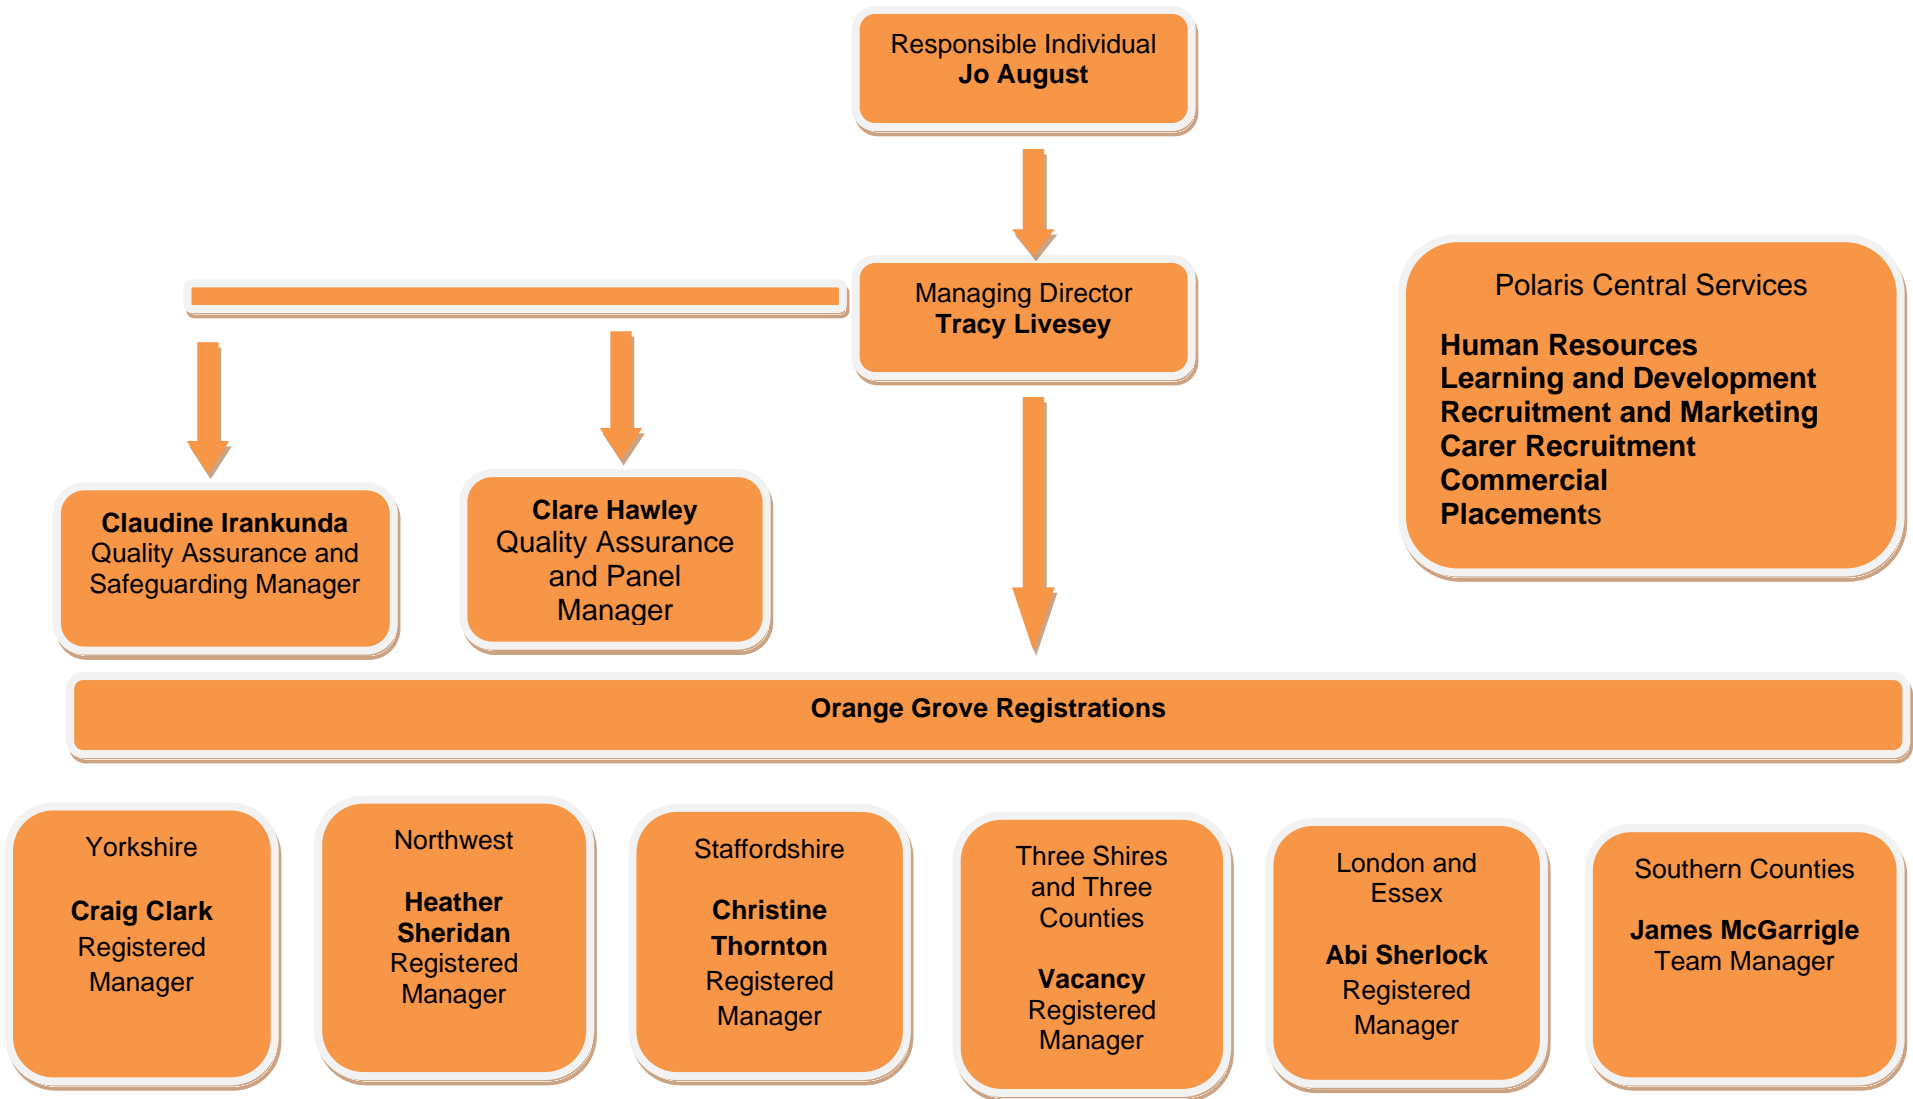 Responsible Individual
Jo August
Managing Director
Tracy Livesey
Polaris Central Services
Human Resources
Learning and Development
Recruitment and Marketing
Carer Recruitment
Commercial
Placements
Claudine Irankunda
Quality Assurance and
Safeguarding Manager
Clare Hawley
Quality Assurance
and Panel
Manager
Orange Grove Registrations
Yorkshire
Craig Clark
Registered
Manager
Northwest
Heather
Sheridan
Registered
Manager
Staffordshire
Christine
Thornton
Registered
Manager
Three Shires
and Three
Counties
Vacancy
Registered
Manager
London and
Essex
Abi Sherlock
Registered
Manager
Southern Counties
James McGarrigle
Team Manager